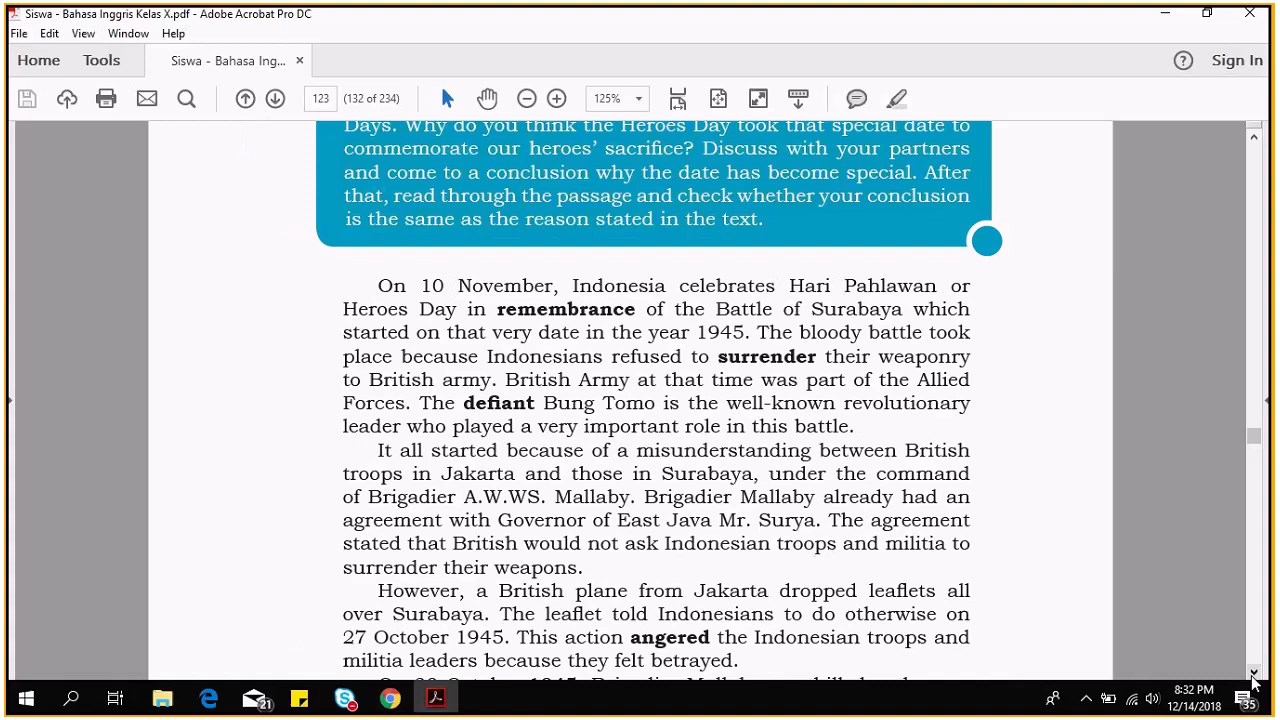 Siswa - Bahasa Inggris Kelas X.pdf - Adobe Acrobat Pro DC
File Edit View Window Help
Home Tools Siswa - Bahasa Ing... × Sign In
123 (132 of 234) 125%
Days. Why do you think the Heroes Day took that special date to
commemorate our heroes' sacrifice? Discuss with your partners
and come to a conclusion why the date has become special. After
that, read through the passage and check whether your conclusion
is the same as the reason stated in the text.
On 10 November, Indonesia celebrates Hari Pahlawan or
Heroes Day in remembrance of the Battle of Surabaya which
started on that very date in the year 1945. The bloody battle took
place because Indonesians refused to surrender their weaponry
to British army. British Army at that time was part of the Allied
Forces. The defiant Bung Tomo is the well-known revolutionary
leader who played a very important role in this battle.
It all started because of a misunderstanding between British
troops in Jakarta and those in Surabaya, under the command
of Brigadier A.W.WS. Mallaby. Brigadier Mallaby already had an
agreement with Governor of East Java Mr. Surya. The agreement
stated that British would not ask Indonesian troops and militia to
surrender their weapons.
However, a British plane from Jakarta dropped leaflets all
over Surabaya. The leaflet told Indonesians to do otherwise on
27 October 1945. This action angered the Indonesian troops and
militia leaders because they felt betrayed.
21
8:32 PM
12/14/2018
35